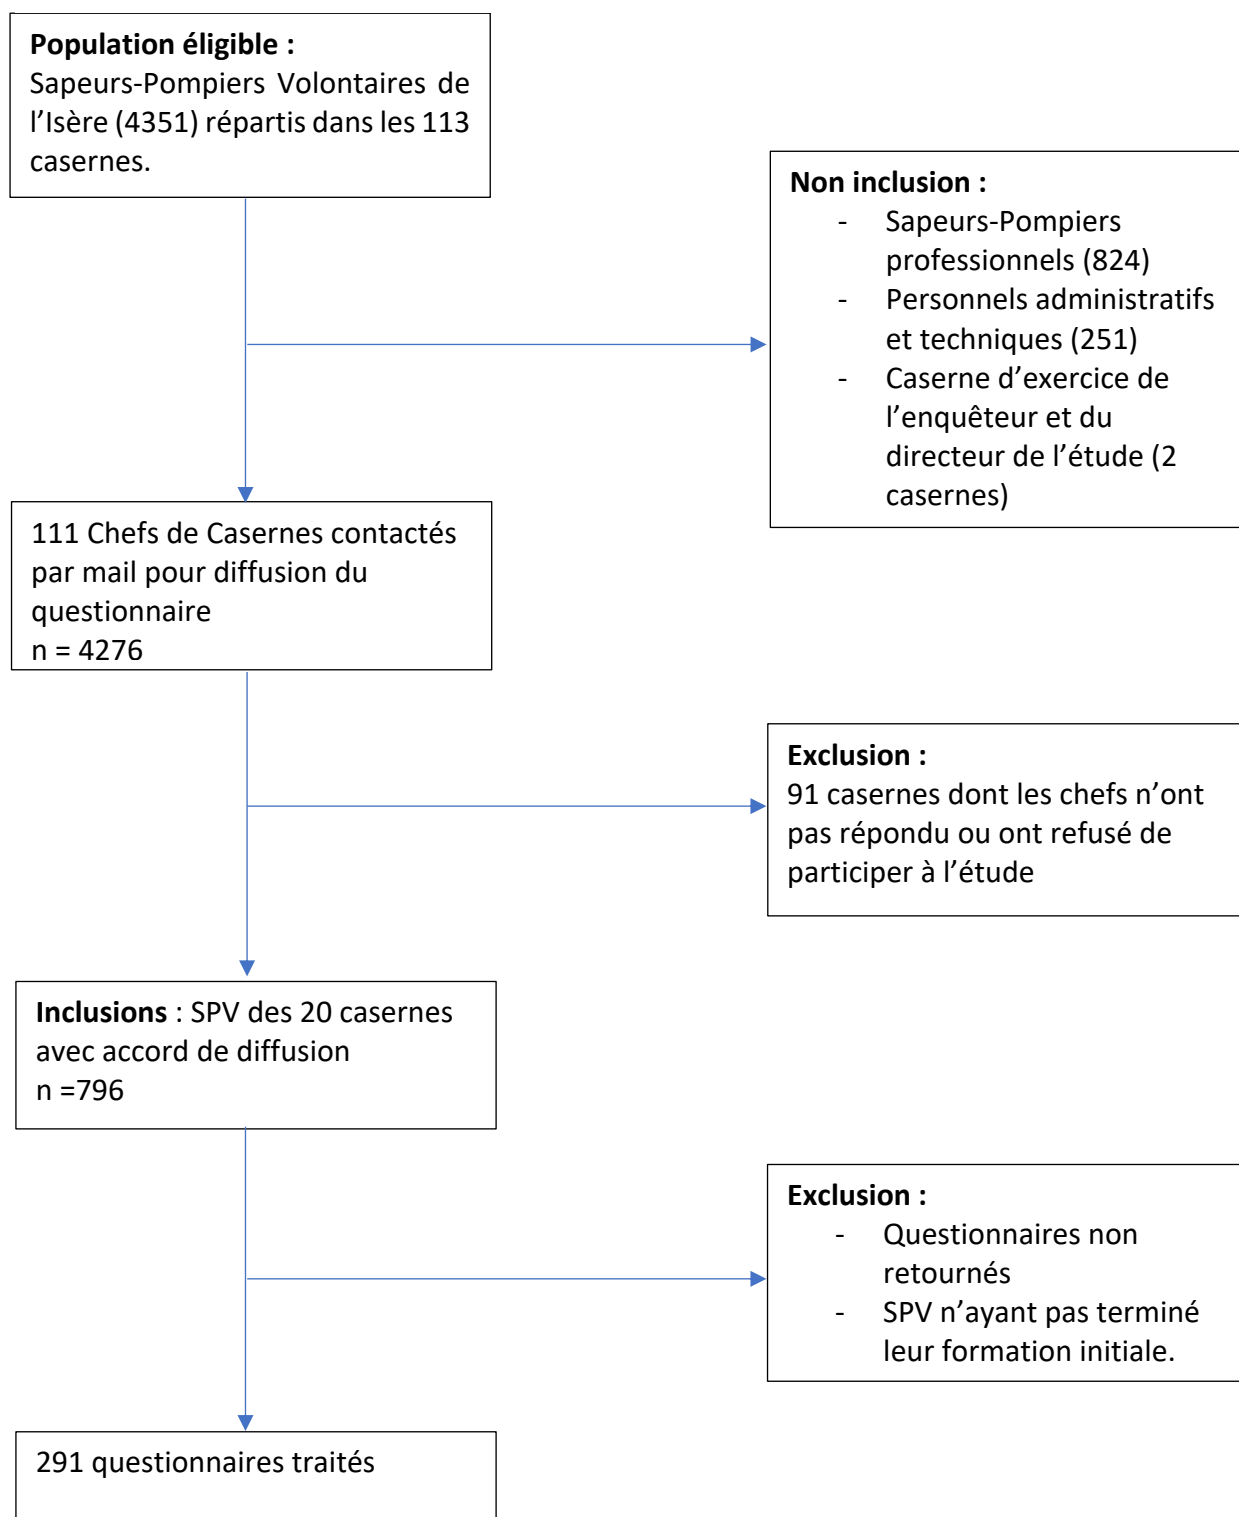 Population éligible :
Sapeurs-Pompiers Volontaires de
l’Isère (4351) répartis dans les 113
casernes.
Non inclusion :
- Sapeurs-Pompiers
professionnels (824)
- Personnels administratifs
et techniques (251)
- Caserne d’exercice de
l’enquêteur et du
directeur de l’étude (2
casernes)
111 Chefs de Casernes contactés
par mail pour diffusion du
questionnaire
n = 4276
Exclusion :
91 casernes dont les chefs n’ont
pas répondu ou ont refusé de
participer à l’étude
Inclusions : SPV des 20 casernes
avec accord de diffusion
n =796
Exclusion :
- Questionnaires non
retournés
- SPV n’ayant pas terminé
leur formation initiale.
291 questionnaires traités